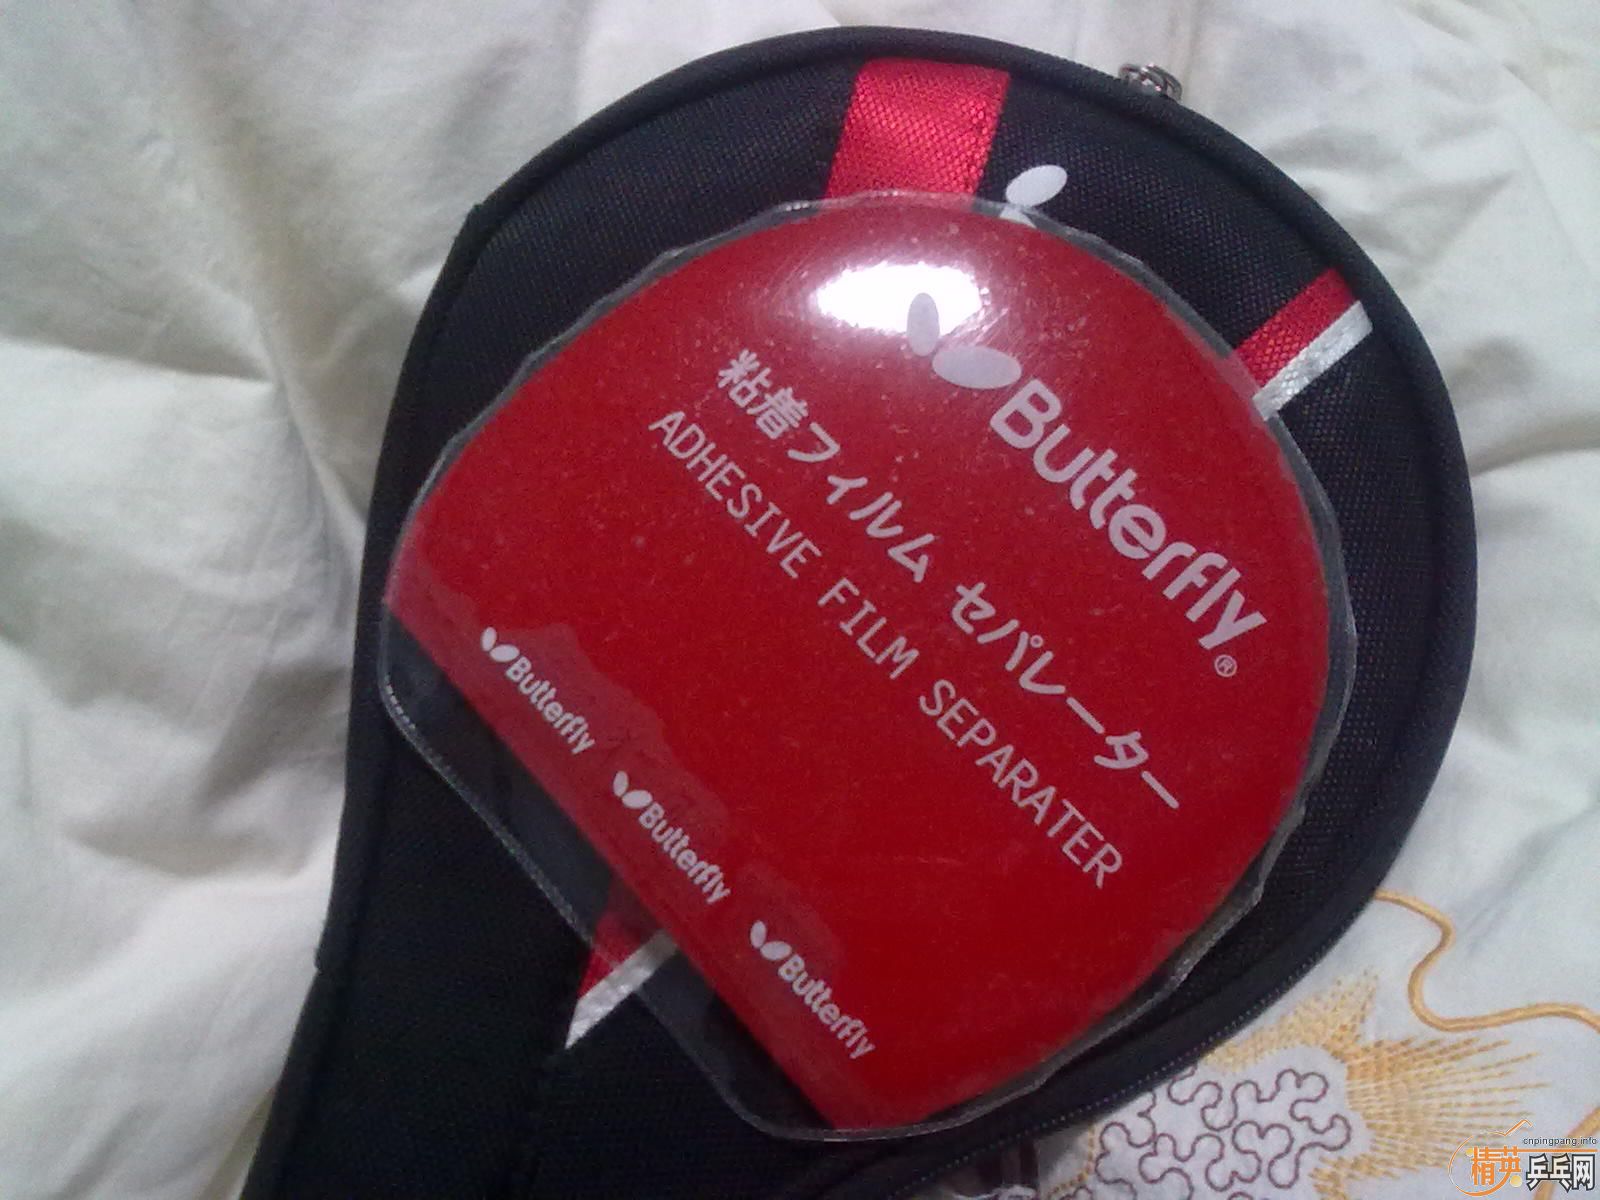 Butterfly®
粘着フィルム セパレーター
ADHESIVE FILM SEPARATER
Butterfly
Butterfly
Butterfly
cnpingpang.info
精英乒乓网